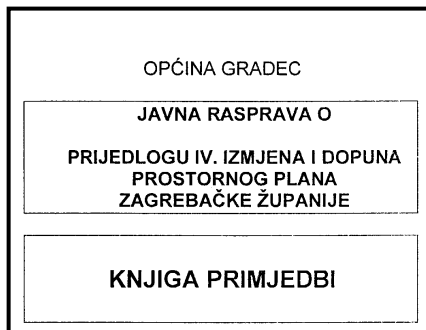 OPĆINA GRADEC
JAVNA RASPRAVA O
PRIJEDLOGU IV. IZMJENA I DOPUNA
PROSTORNOG PLANA
ZAGREBAČKE ŽUPANIJE
KNJIGA PRIMJEDBI